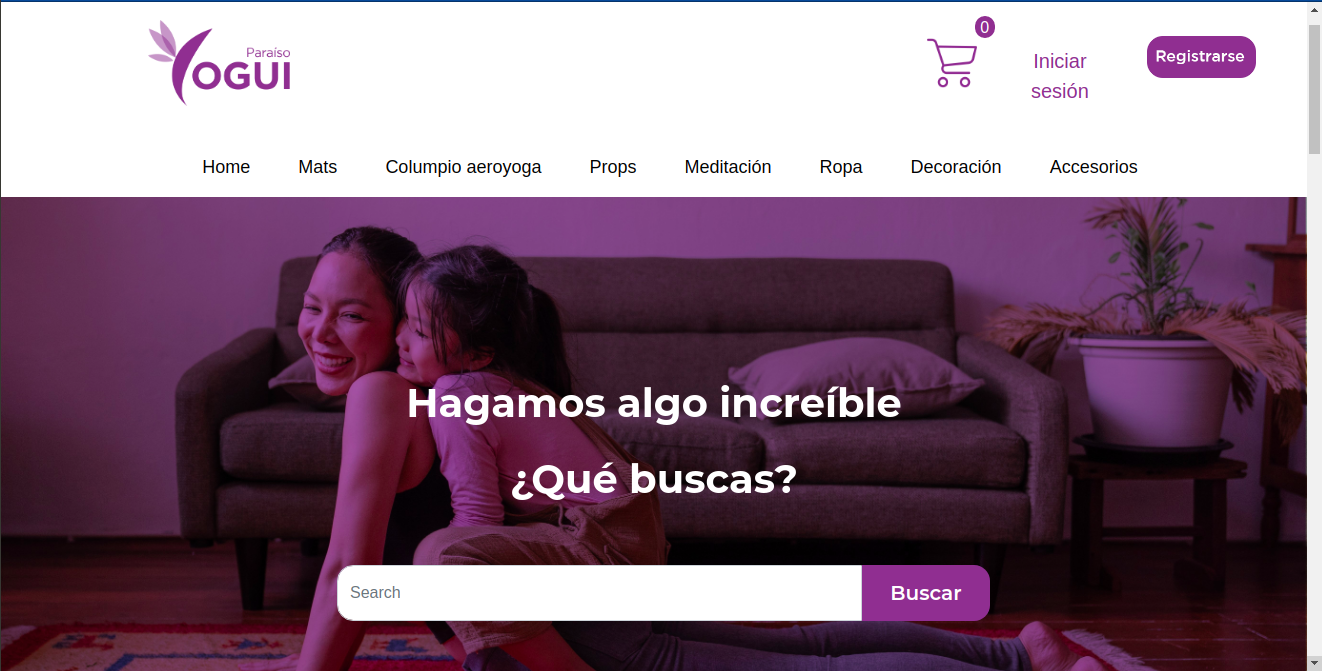 Paraíso
YOGUI
0
Iniciar
sesión
Registrarse
Home Mats Columpio aeroyoga Props Meditación Ropa Decoración Accesorios
Hagamos algo increíble
¿Qué buscas?
Search Buscar